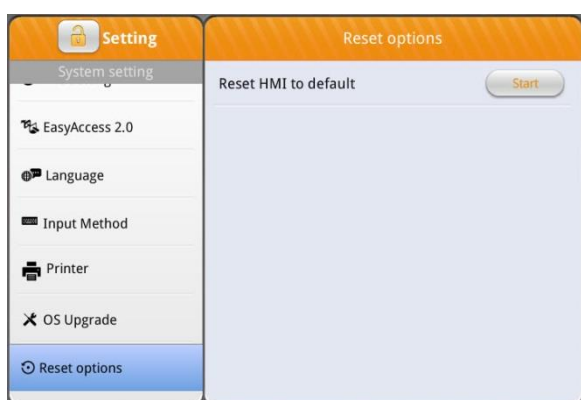 Setting
System setting
EasyAccess 2.0
Language
Input Method
Printer
OS Upgrade
Reset options
Reset options
Reset HMI to default
Start